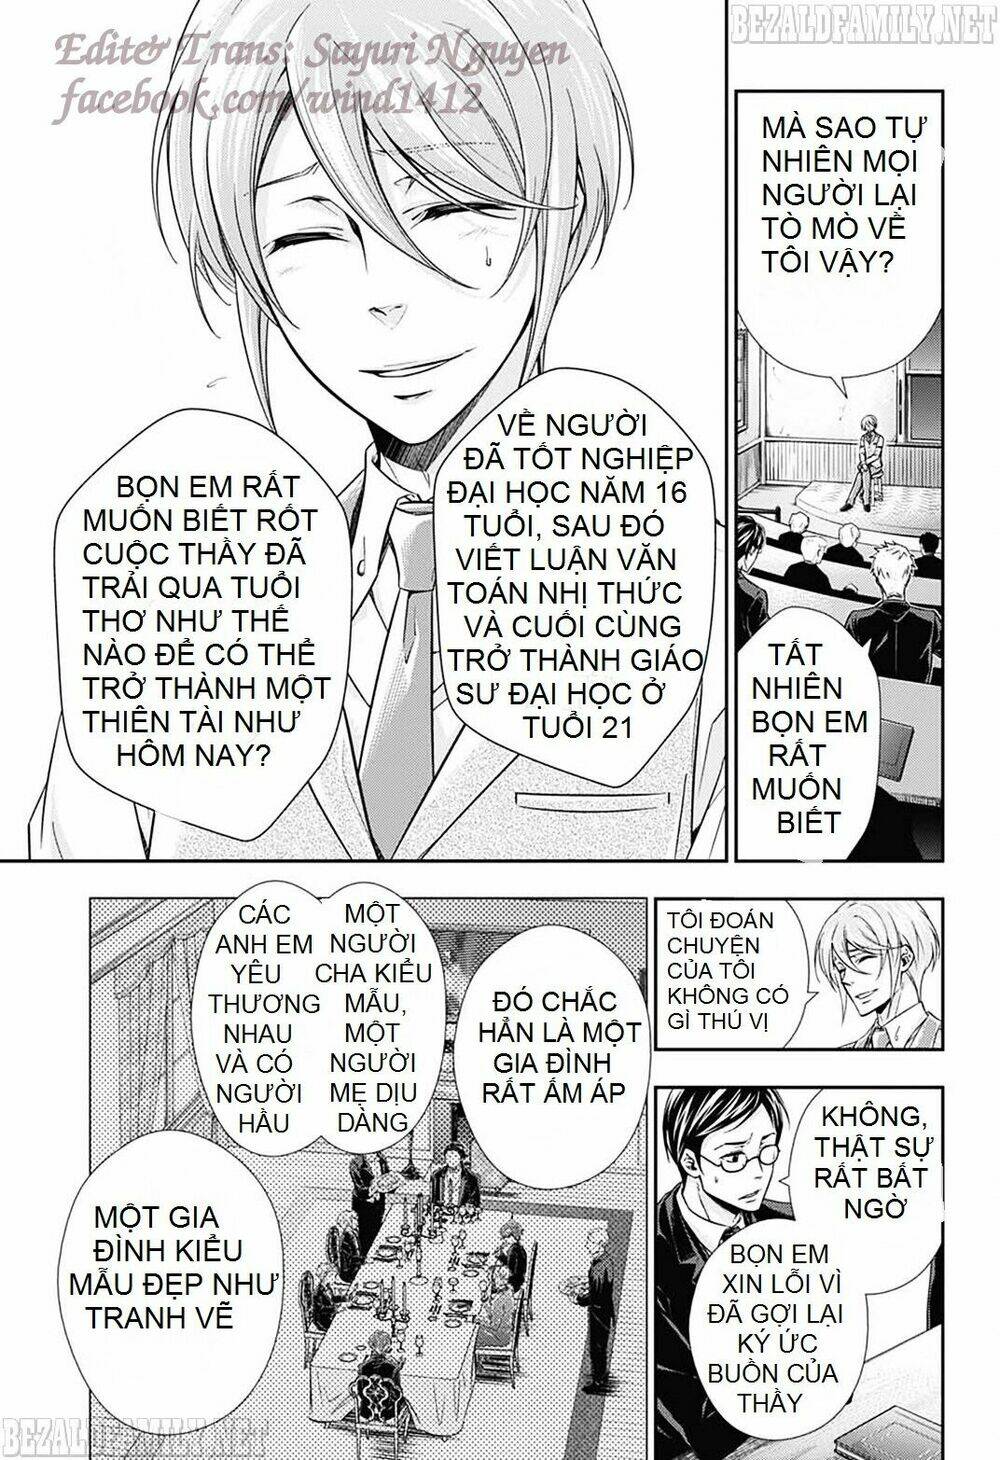 Edit& Trans: Sayuri Nguyen
facebook.com/wind1412
BEZALDFAMILY.NET
MÀ SAO TỰ
NHIÊN MỌI
NGƯỜI LẠI
TÒ MÒ VỀ
TÔI VẬY?
TẤT
NHIÊN
BỌN EM
RẤT
MUỐN
BIẾT
VỀ NGƯỜI
ĐÃ TỐT NGHIỆP
ĐẠI HỌC NĂM 16
TUỔI, SAU ĐÓ
VIẾT LUẬN VĂN
TOÁN NHỊ THỨC
VÀ CUỐI CÙNG
TRỞ THÀNH GIÁO
SƯ ĐẠI HỌC Ở
TUỔI 21
BỌN EM RẤT
MUỐN BIẾT RỐT
CUỘC THẦY ĐÃ
TRẢI QUA TUỔI
THƠ NHƯ THẾ
NÀO ĐỂ CÓ THỂ
TRỞ THÀNH MỘT
THIÊN TÀI NHƯ
HÔM NAY?
TÔI ĐOÁN
CHUYỆN
CỦA TÔI
KHÔNG CÓ
GÌ THÚ VỊ
KHÔNG,
THẬT SỰ
RẤT BẤT
NGỜ
BỌN EM
XIN LỖI VÌ
ĐÃ GỢI LẠI
KÝ ỨC
BUỒN CỦA
THẦY
ĐÓ CHẮC
HẲN LÀ MỘT
GIA ĐÌNH
RẤT ẤM ÁP
MỘT
NGƯỜI
CHA KIỂU
MẪU,
MỘT
NGƯỜI
MẸ DỊU
DÀNG
CÁC
ANH EM
YÊU
THƯƠNG
NHAU
VÀ CÓ
NGƯỜI
HẦU
MỘT GIA
ĐÌNH KIỂU
MẪU ĐẸP NHƯ
TRANH VẼ
BEZALDFAMILY.NET